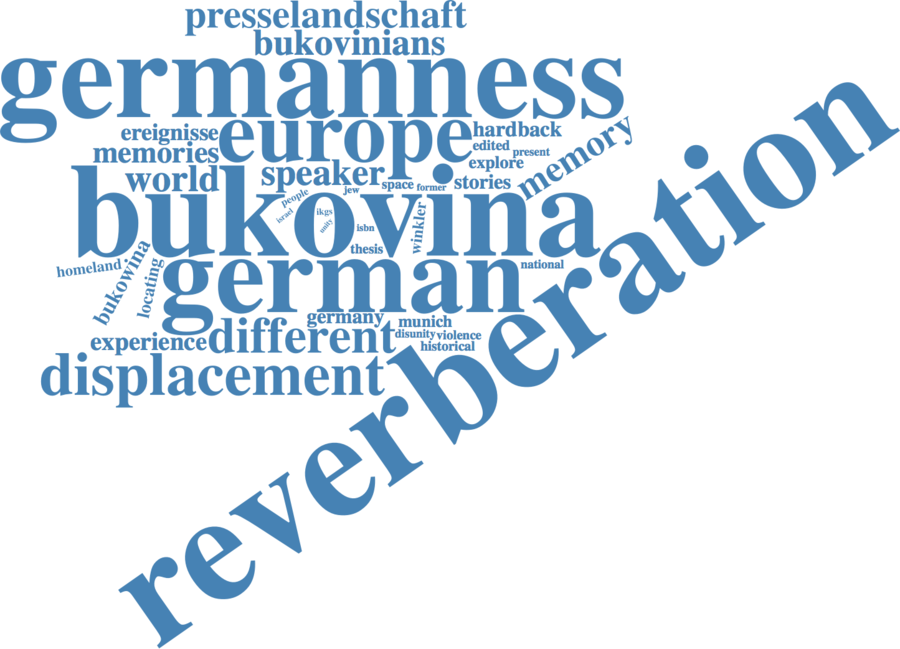 presselandschaft
bukovinians
germanness
ereignisse
europe
hardback
edited
present
memories
explore
memory
world
speaker
space
former
stories
people
jew
israel
ikgs
unity
isbn
winkler
thesis
bukovina
homeland
bukowina
locating
german
national
germany
munich
experience
different
disunity
violence
historical
displacement
reverberation